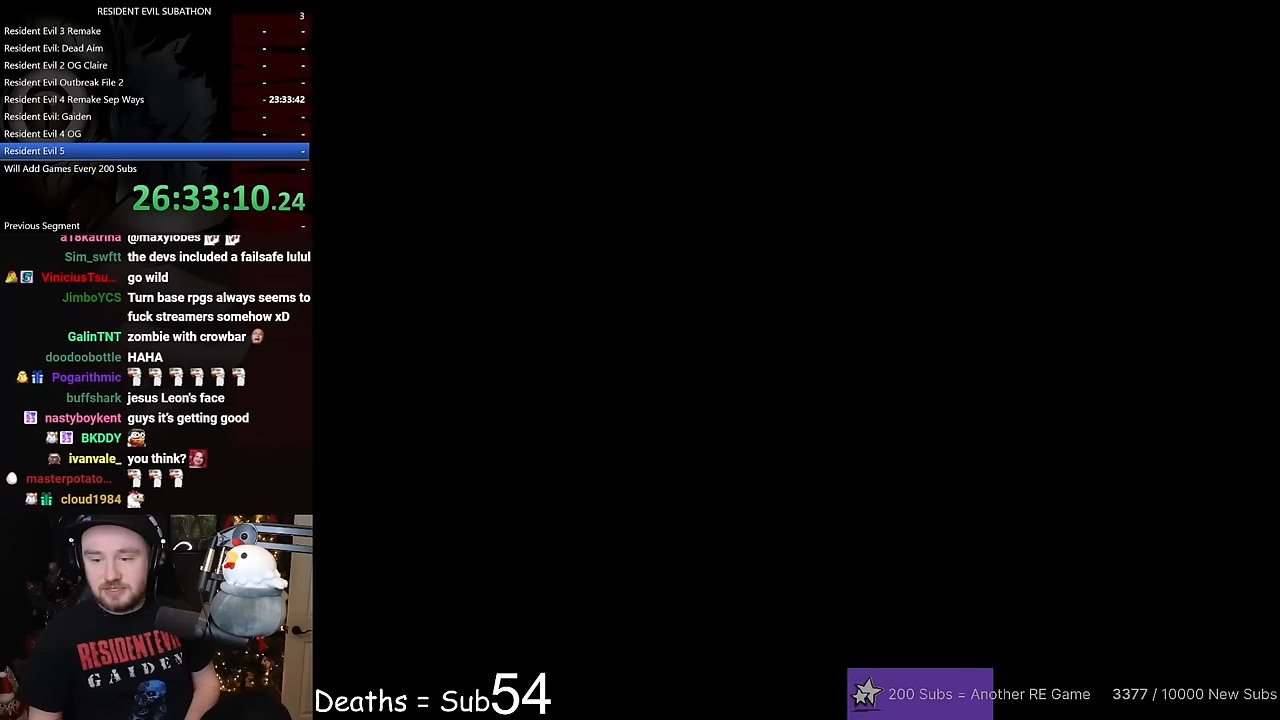 RESIDENT EVIL SUBATHON
3
Resident Evil 3 Remake - -
Resident Evil: Dead Aim - -
Resident Evil 2 OG Claire - -
Resident Evil Outbreak File 2 - -
Resident Evil 4 Remake Sep Ways - 23:33:42
Resident Evil: Gaiden - -
Resident Evil 4 OG - -
Resident Evil 5 -
Will Add Games Every 200 Subs -
26:33:10.24
Previous Segment -
a18katrina @maxylobes
Sim_swftt the devs included a failsafe lulul
ViniciusTsu... go wild
JimboYCS Turn base rpgs always seems to
fuck streamers somehow xD
GalinTNT zombie with crowbar
doodoobottle HAHA
Pogarithmic
buffshark jesus Leon's face
nastyboykent guys it's getting good
BKDDY
ivanvale_ you think?
masterpotato...
cloud1984
RESIDENT EVIL
GAIDEN
Deaths = Sub54
200 Subs = Another RE Game 3377 / 10000 New Subs